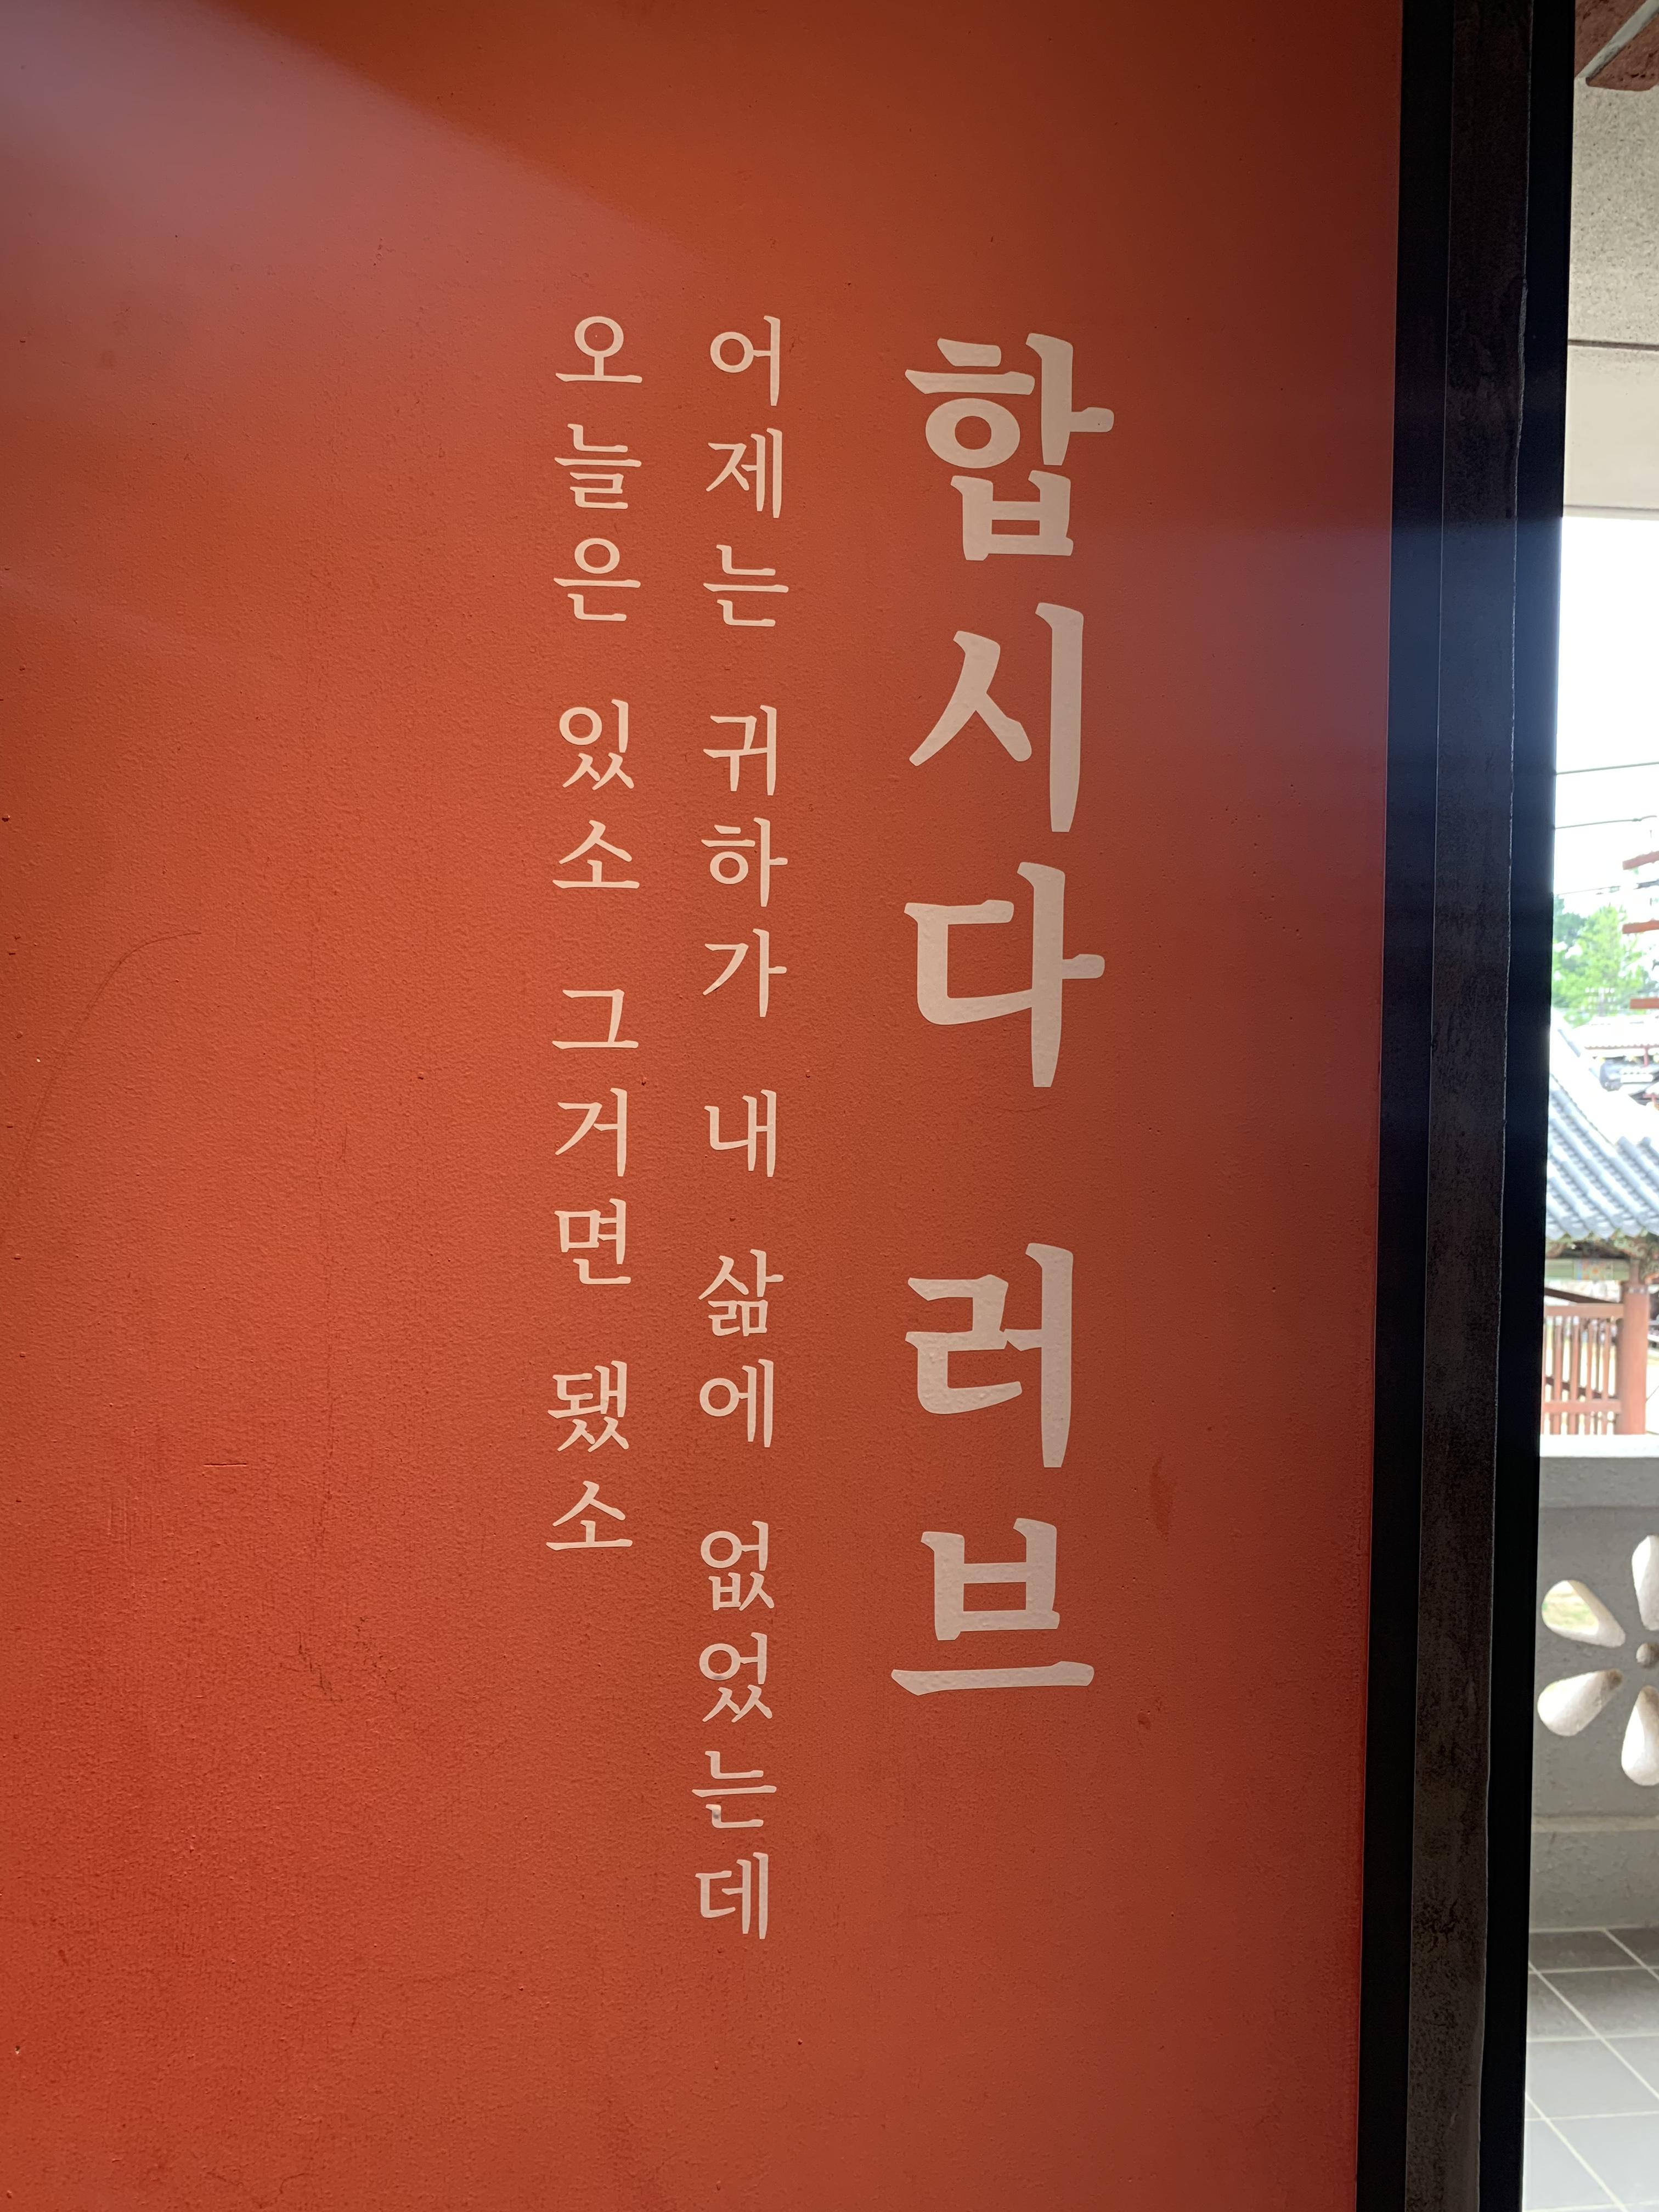 합시다 러브
어제는 귀하가 내 삶에 없었는데
오늘은 있소 그거면 됐소